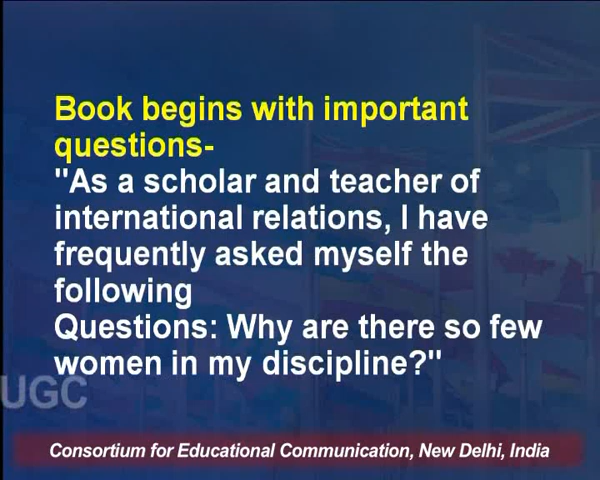 Book begins with important
questions-
"As a scholar and teacher of
international relations, I have
frequently asked myself the
following
Questions: Why are there so few
women in my discipline?"
UGC
Consortium for Educational Communication, New Delhi, India